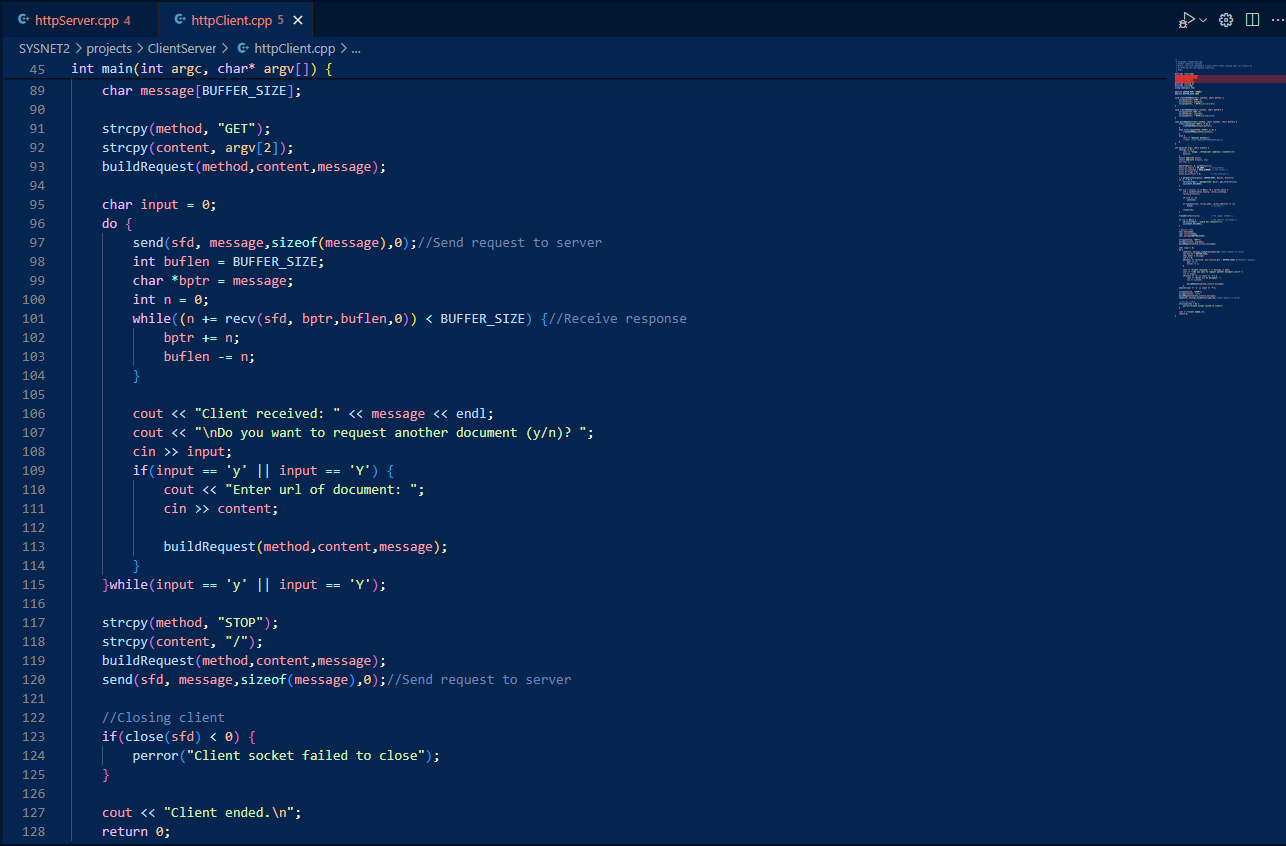 httpServer.cpp 4 httpClient.cpp 5
SYSNET2 > projects > ClientServer > httpClient.cpp > ...
45 int main(int argc, char* argv[]) {
89 char message[BUFFER_SIZE];
90
91 strcpy(method, "GET");
92 strcpy(content, argv[2]);
93 buildRequest(method,content,message);
94
95 char input = 0;
96 do {
97 send(sfd, message,sizeof(message),0);//Send request to server
98 int buflen = BUFFER_SIZE;
99 char *bptr = message;
100 int n = 0;
101 while((n += recv(sfd, bptr,buflen,0)) < BUFFER_SIZE) {//Receive response
102 bptr += n;
103 buflen -= n;
104 }
105
106 cout << "Client received: " << message << endl;
107 cout << "\nDo you want to request another document (y/n)? ";
108 cin >> input;
109 if(input == 'y' || input == 'Y') {
110 cout << "Enter url of document: ";
111 cin >> content;
112
113 buildRequest(method,content,message);
114 }
115 }while(input == 'y' || input == 'Y');
116
117 strcpy(method, "STOP");
118 strcpy(content, "/");
119 buildRequest(method,content,message);
120 send(sfd, message,sizeof(message),0);//Send request to server
121
122 //Closing client
123 if(close(sfd) < 0) {
124 perror("Client socket failed to close");
125 }
126
127 cout << "Client ended.\n";
128 return 0;